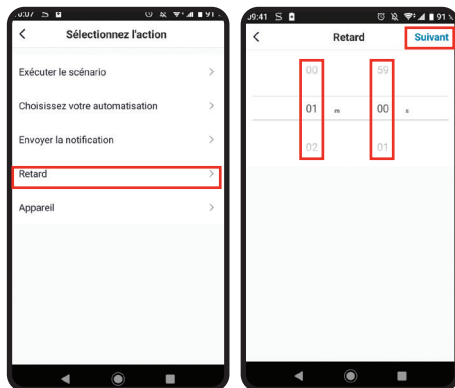 Sélectionnez l'action
Exécuter le scénario
Choisissez votre automatisation
Envoyer la notification
Retard
Appareil
09:41 91
Retard Suivant
00 59
01 m 00 s
02 01